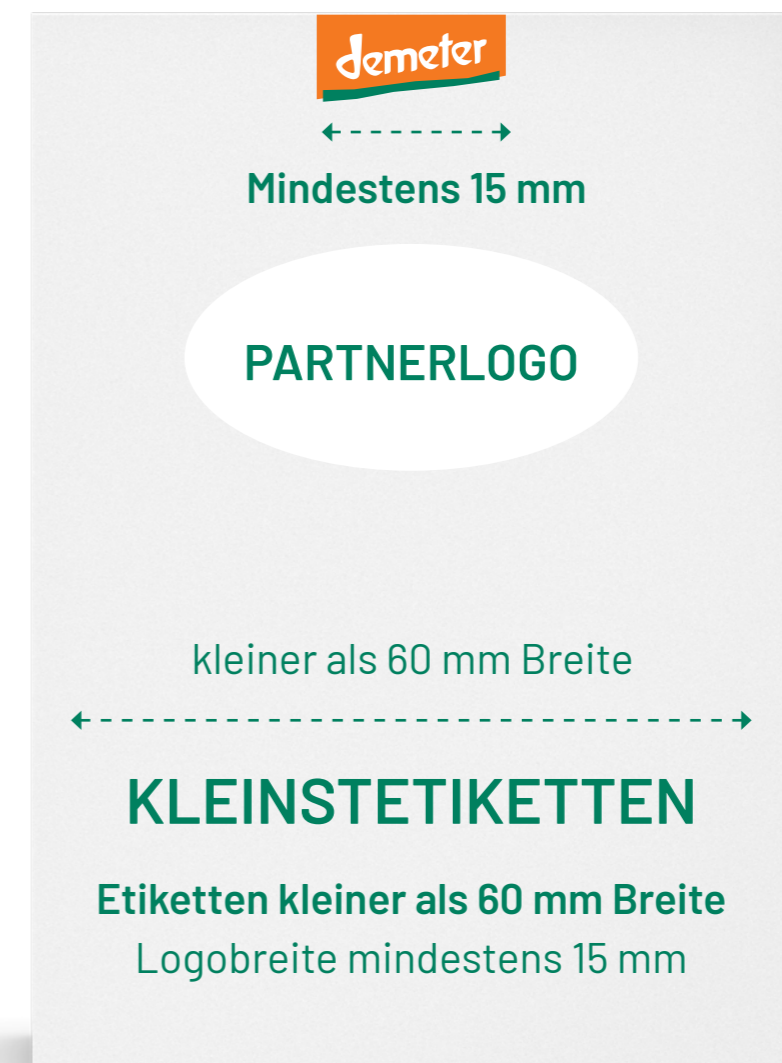 demeter
Mindestens 15 mm
PARTNERLOGO
kleiner als 60 mm Breite
KLEINSTETIKETTEN
Etiketten kleiner als 60 mm Breite
Logobreite mindestens 15 mm